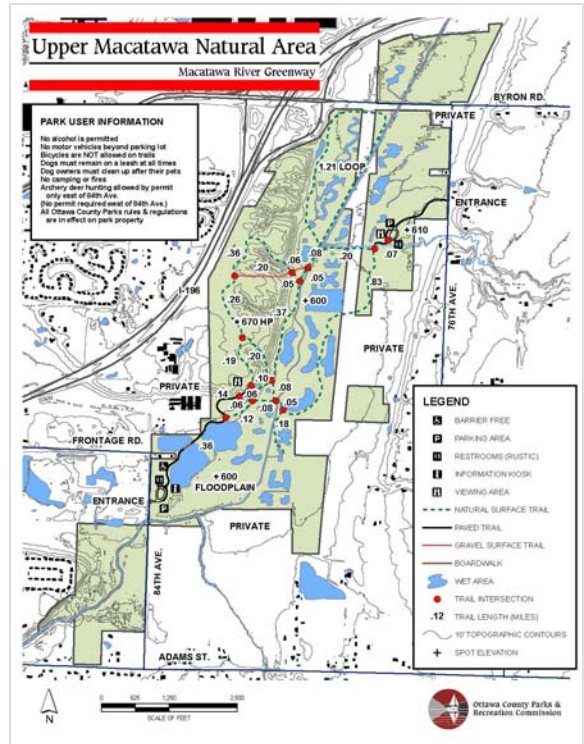 Upper Macatawa Natural Area
Macatawa River Greenway
PARK USER INFORMATION
No alcohol is permitted
No motor vehicles beyond parking lot
Bicycles are NOT allowed on trails
Dogs must remain on a leash at all times
Dog owners must clean up after their pets
No camping or fires
Archery deer hunting allowed by permit
only east of 84th Ave.
(No permit required west of 84th Ave.)
All Ottawa County Parks rules & regulations
are in effect on park property
BYRON RD.
PRIVATE
1.21 LOOP
ENTRANCE
P
+ 610
.07
.36
.20
.06
.08
.05
.05
.20
.83
I-196
76TH AVE.
.26
+ 600
.37
+ 670 HP
PRIVATE
.19
.20
PRIVATE
.10
.08
.14
.06
.06
.08
.05
.12
.18
FRONTAGE RD.
.36
ENTRANCE
+ 600
FLOODPLAIN
P
PRIVATE
84TH AVE.
ADAMS ST.
LEGEND
BARRIER FREE
P PARKING AREA
RESTROOMS (RUSTIC)
INFORMATION KIOSK
VIEWING AREA
NATURAL SURFACE TRAIL
PAVED TRAIL
GRAVEL SURFACE TRAIL
BOARDWALK
WET AREA
TRAIL INTERSECTION
.12 TRAIL LENGTH (MILES)
10' TOPOGRAPHIC CONTOURS
+ SPOT ELEVATION
N
0 625 1,250 2,500
SCALE OF FEET
Ottawa County Parks &
Recreation Commission